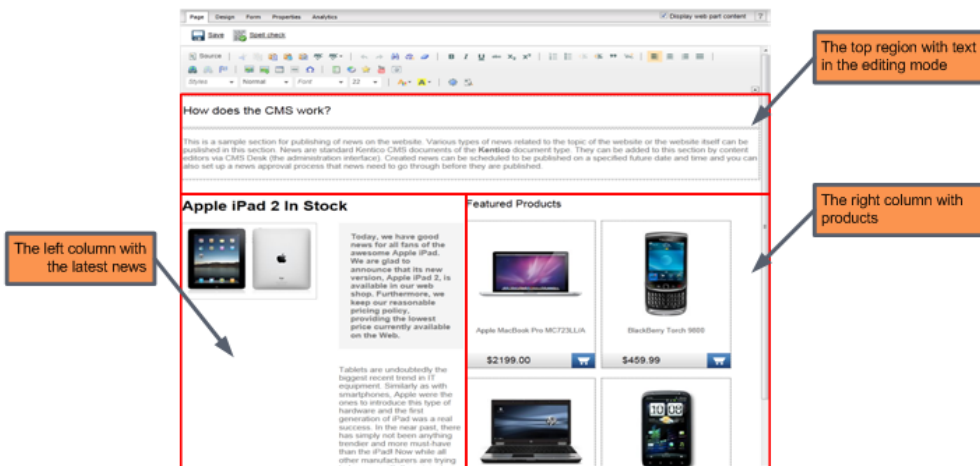 Page Design Form Properties Analytics
Display web part content ?
Save Spell check
Source
B I U
Styles Normal Font 22
The top region with text
in the editing mode
How does the CMS work?
This is a sample section for publishing of news on the website. Various types of news related to the topic of the website or the website itself can be
puslished in this section. News are standard Kentico CMS documents of the Kentico document type. They can be added to this section by content
editors via CMS Desk (the administration interface). Created news can be scheduled to be published on a specified future date and time and you can
also set up a news approval process that news need to go through before they are published.
The left column with
the latest news
Apple iPad 2 In Stock
Today, we have good
news for all fans of the
awesome Apple iPad.
We are glad to
announce that its new
version, Apple iPad 2, is
available in our web
shop. Furthermore, we
keep our reasonable
pricing policy,
providing the lowest
price currently available
on the Web.
Tablets are undoubtedly the
biggest recent trend in IT
equipment. Similarly as with
smartphones, Apple were the
ones to introduce this type of
hardware and the first
generation of iPad was a real
success. In the near past, there
has simply not been anything
trendier and more must-have
than the iPad! Now while all
other manufacturers are trying
Featured Products
Apple MacBook Pro MC723LL/A
$2199.00
BlackBerry Torch 9800
$459.99
The right column with
products